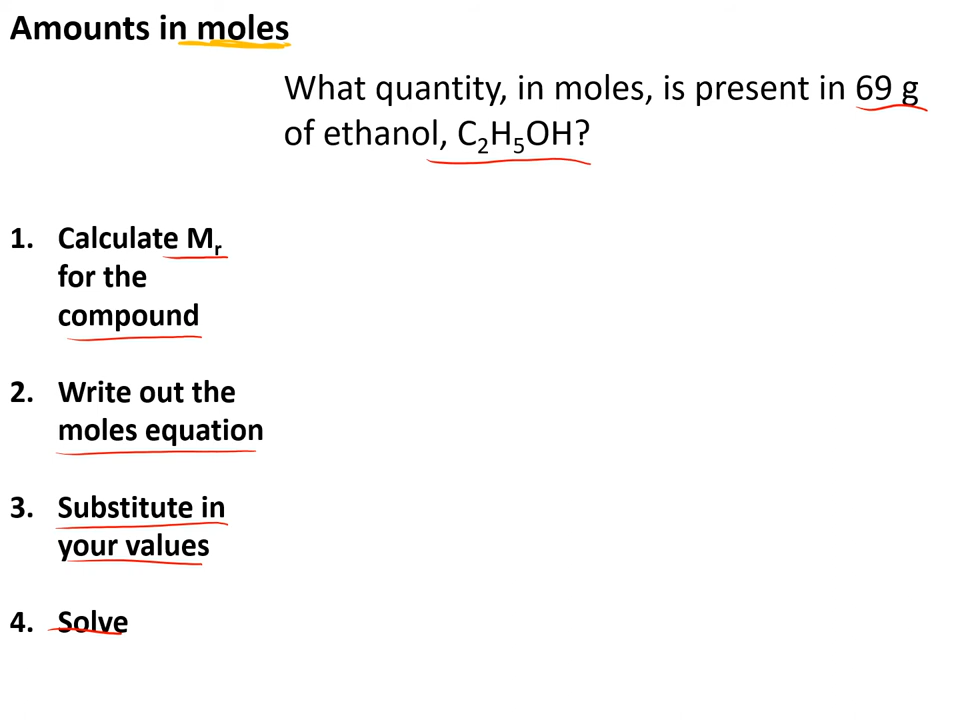 Amounts in moles
What quantity, in moles, is present in 69 g
of ethanol, C₂H₅OH?
1. Calculate Mᵣ
for the
compound
2. Write out the
moles equation
3. Substitute in
your values
4. Solve